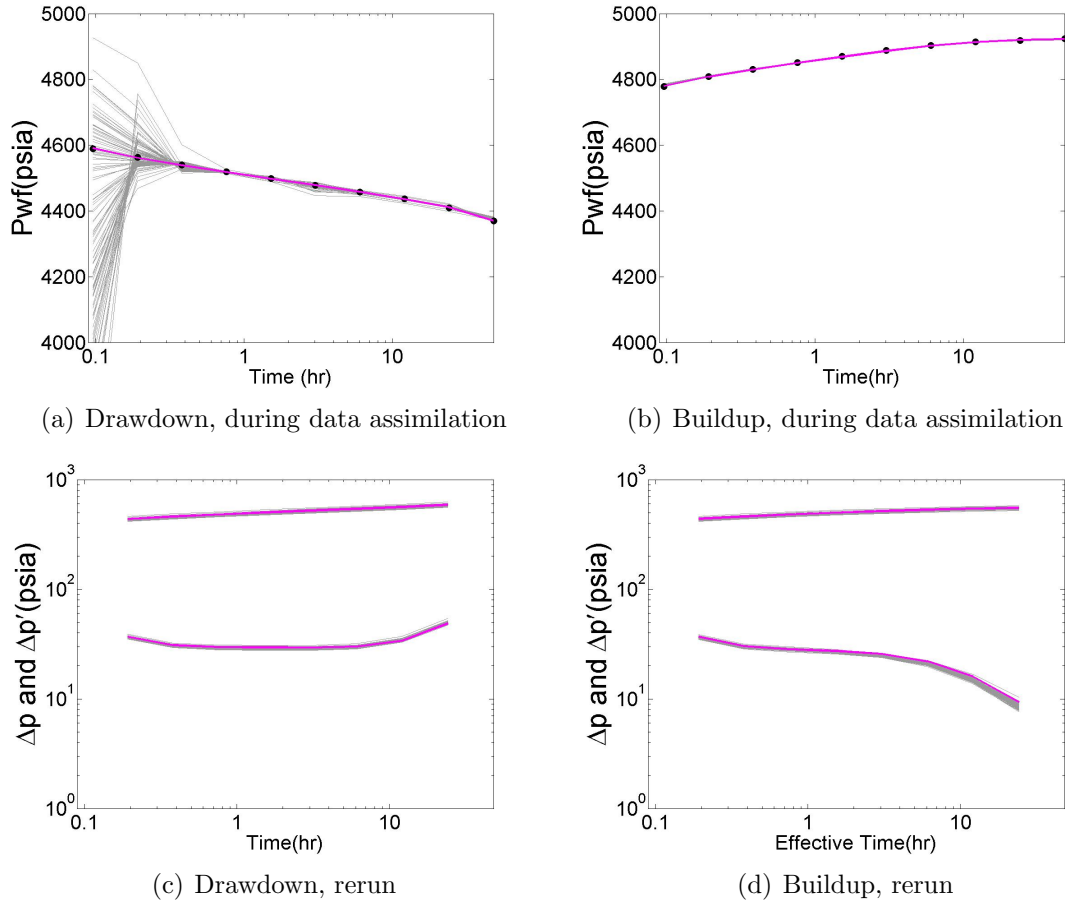 5000
4800
4600
4400
4200
4000
Pwf(psia)
0.1
1
10
Time (hr)
(a) Drawdown, during data assimilation
5000
4800
4600
4400
4200
4000
Pwf(psia)
0.1
1
10
Time(hr)
(b) Buildup, during data assimilation
10³
10²
10¹
10⁰
Δp and Δp′(psia)
0.1
1
10
Time(hr)
(c) Drawdown, rerun
10³
10²
10¹
10⁰
Δp and Δp′(psia)
0.1
1
10
Effective Time(hr)
(d) Buildup, rerun